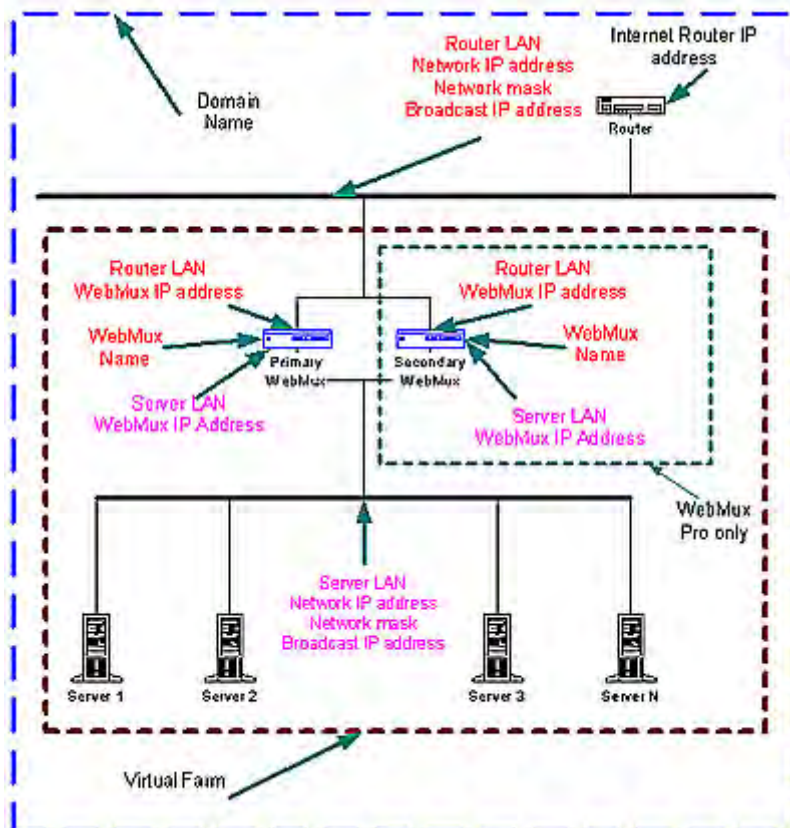 Domain
Name
Router LAN
Network IP address
Network mask
Broadcast IP address
Internet Router IP
address
Router
Router LAN
WebMux IP address
WebMux
Name
Primary
WebMux
Server LAN
WebMux IP Address
Router LAN
WebMux IP address
WebMux
Name
Secondary
WebMux
Server LAN
WebMux IP Address
WebMux
Pro only
Server LAN
Network IP address
Network mask
Broadcast IP address
Server 1
Server 2
Server 3
Server N
Virtual Farm